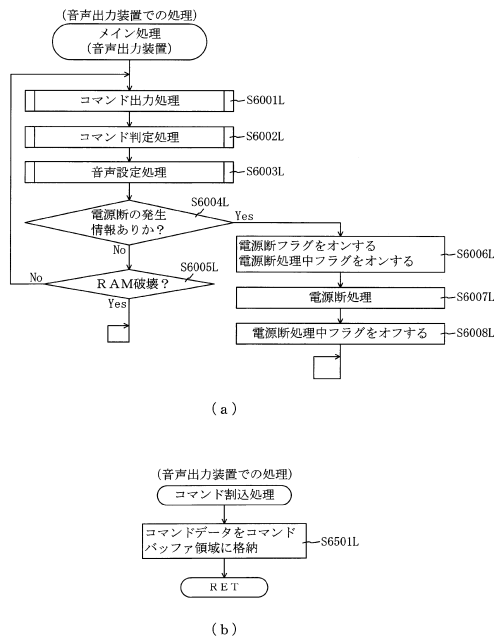 (音声出力装置での処理)
メイン処理
(音声出力装置)
コマンド出力処理
S6001L
コマンド判定処理
S6002L
音声設定処理
S6003L
S6004L
電源断の発生
情報ありか?
Yes
No
電源断フラグをオンする
電源断処理中フラグをオンする
S6006L
S6005L
No
RAM破壊?
Yes
電源断処理
S6007L
電源断処理中フラグをオフする
S6008L
(a)
(音声出力装置での処理)
コマンド割込処理
コマンドデータをコマンド
バッファ領域に格納
S6501L
RET
(b)